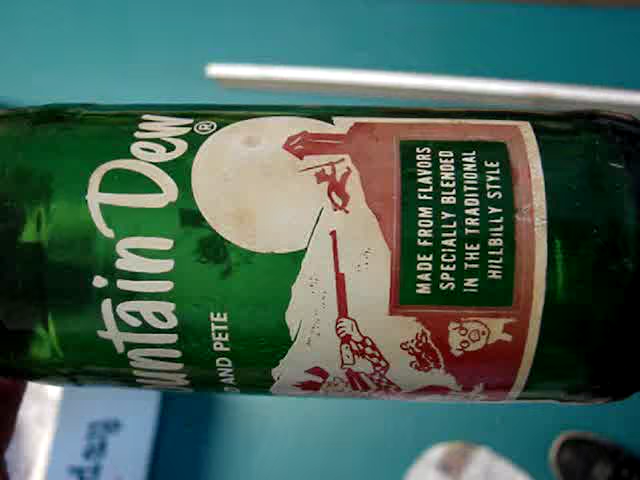 untain Dew®
AND PETE
MADE FROM FLAVORS
SPECIALLY BLENDED
IN THE TRADITIONAL
HILLBILLY STYLE